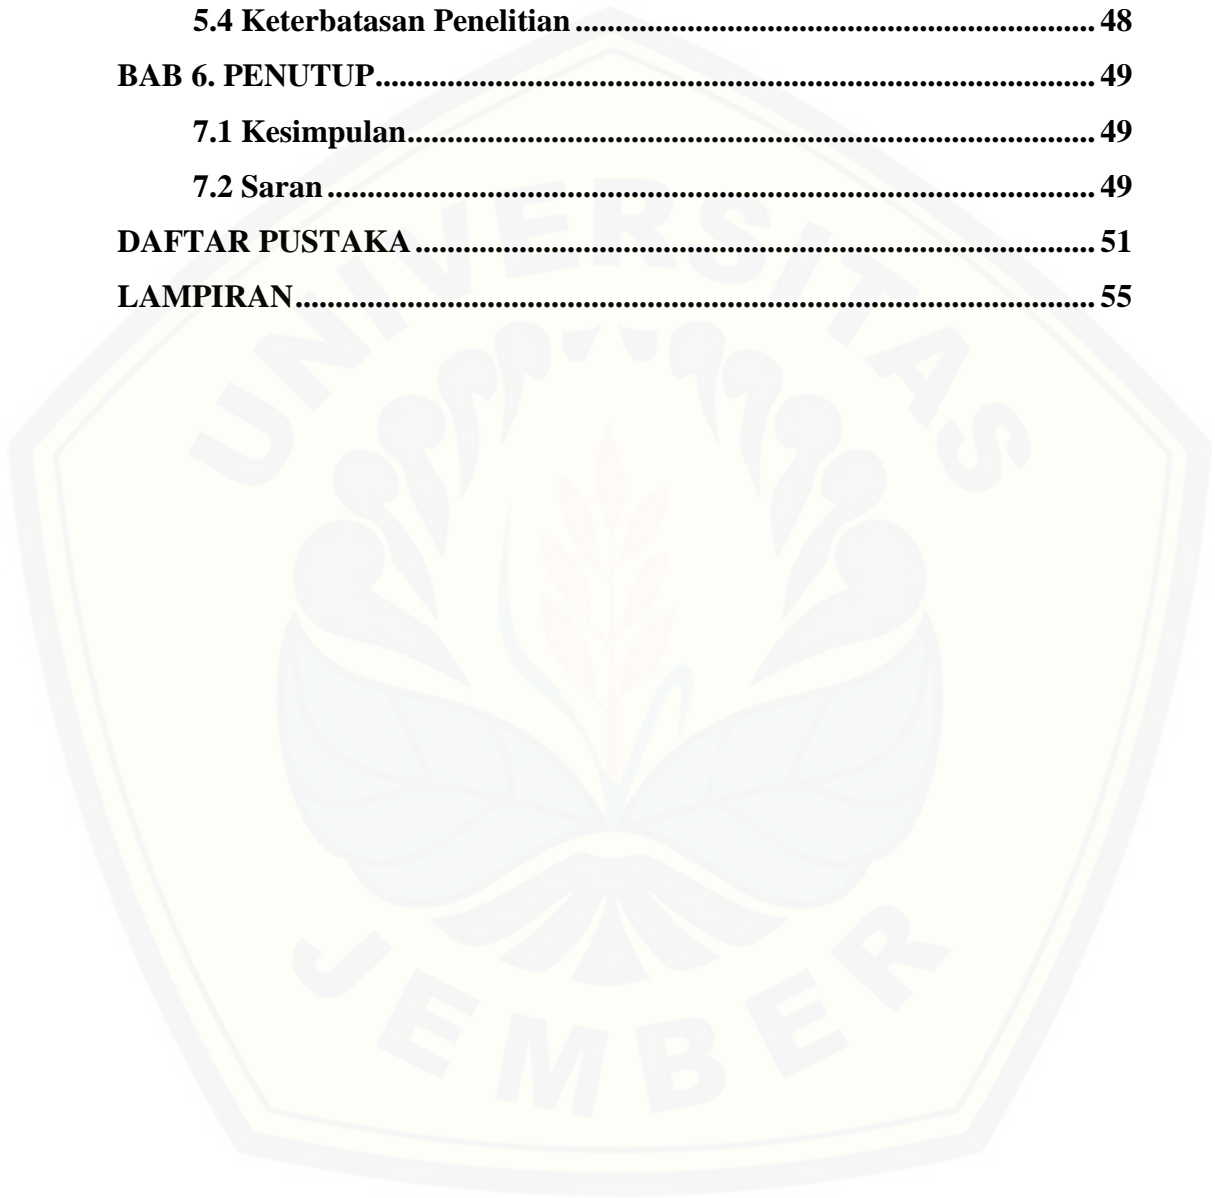 5.4 Keterbatasan Penelitian ................................................................. 48
BAB 6. PENUTUP.......................................................................................... 49
7.1 Kesimpulan...................................................................................... 49
7.2 Saran ................................................................................................ 49
DAFTAR PUSTAKA ..................................................................................... 51
LAMPIRAN.................................................................................................... 55
UNIVERSITAS
JEMBER